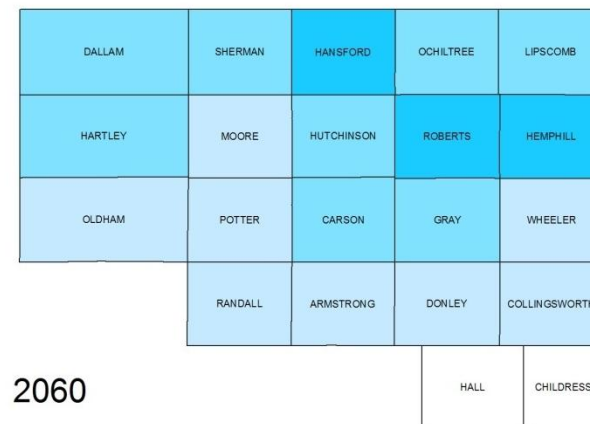 DALLAM SHERMAN HANSFORD OCHILTREE LIPSCOMB
HARTLEY MOORE HUTCHINSON ROBERTS HEMPHILL
OLDHAM POTTER CARSON GRAY WHEELER
RANDALL ARMSTRONG DONLEY COLLINGSWORTH
2060 HALL CHILDRESS